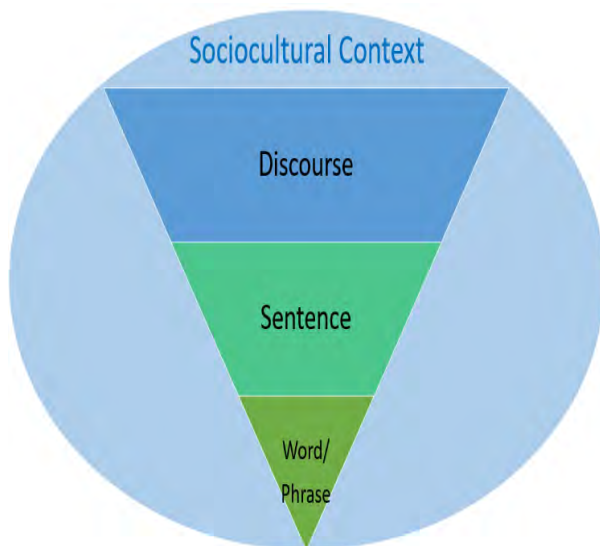 Sociocultural Context
Discourse
Sentence
Word/
Phrase